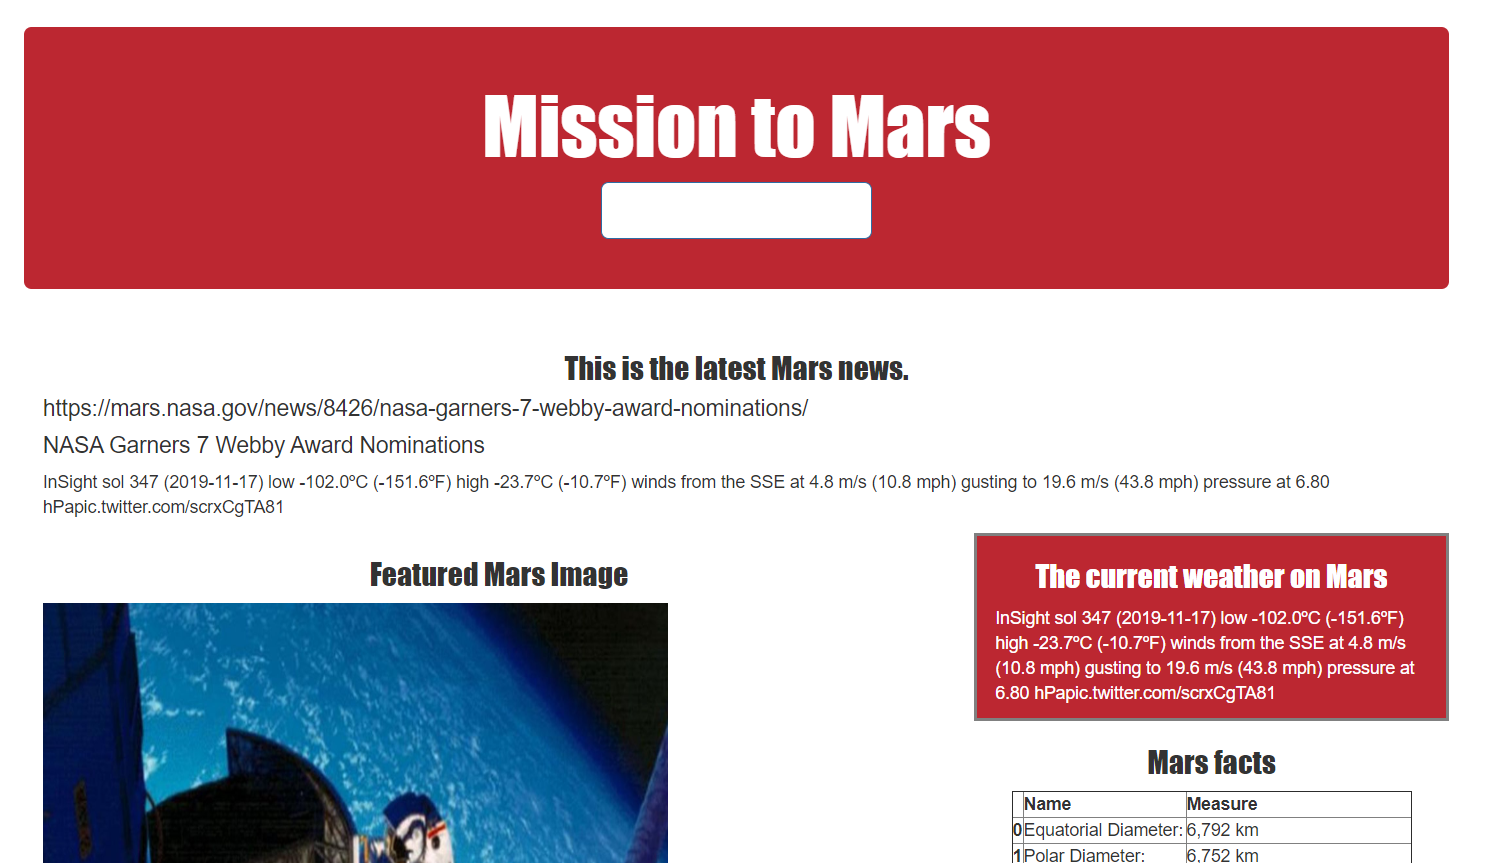 Mission to Mars
This is the latest Mars news.
https://mars.nasa.gov/news/8426/nasa-garners-7-webby-award-nominations/
NASA Garners 7 Webby Award Nominations
InSight sol 347 (2019-11-17) low -102.0ºC (-151.6ºF) high -23.7ºC (-10.7ºF) winds from the SSE at 4.8 m/s (10.8 mph) gusting to 19.6 m/s (43.8 mph) pressure at 6.80
hPapic.twitter.com/scrxCgTA81
Featured Mars Image
The current weather on Mars
InSight sol 347 (2019-11-17) low -102.0ºC (-151.6ºF)
high -23.7ºC (-10.7ºF) winds from the SSE at 4.8 m/s
(10.8 mph) gusting to 19.6 m/s (43.8 mph) pressure at
6.80 hPapic.twitter.com/scrxCgTA81
Mars facts
Name Measure
0 Equatorial Diameter: 6,792 km
1 Polar Diameter: 6,752 km